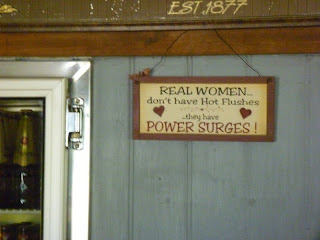 EST 1877
REAL WOMEN...
don't have Hot Flushes
...they have
POWER SURGES !